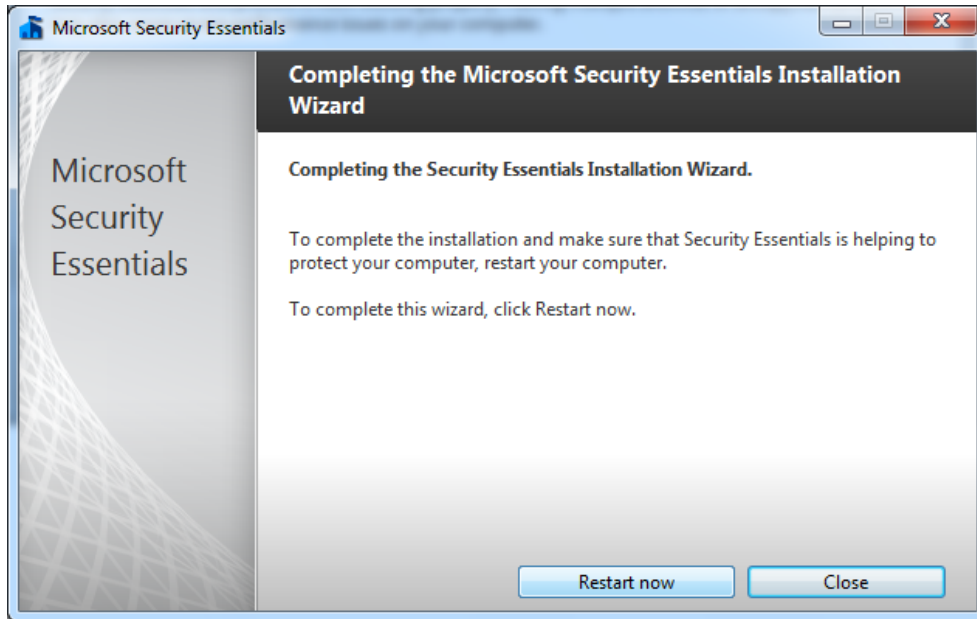 Microsoft Security Essentials
Completing the Microsoft Security Essentials Installation
Wizard
Microsoft
Security
Essentials
Completing the Security Essentials Installation Wizard.
To complete the installation and make sure that Security Essentials is helping to
protect your computer, restart your computer.
To complete this wizard, click Restart now.
Restart now
Close